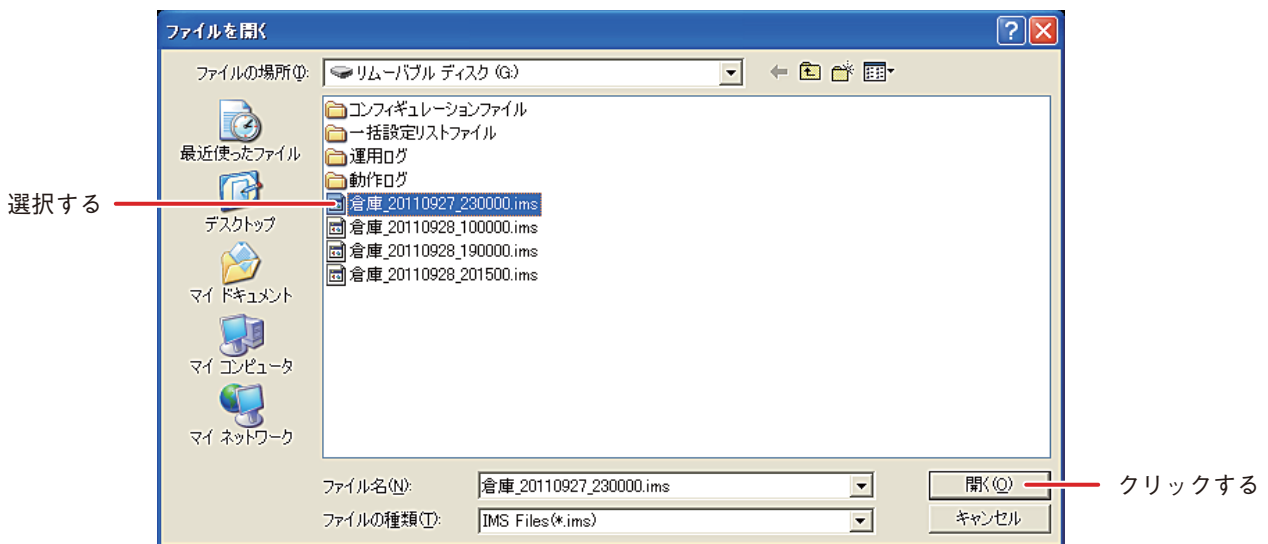 ファイルを開く
ファイルの場所(I):
リムーバブル ディスク (G:)
最近使ったファイル
デスクトップ
マイ ドキュメント
マイ コンピュータ
マイ ネットワーク
コンフィギュレーションファイル
一括設定リストファイル
運用ログ
動作ログ
倉庫_20110927_230000.ims
倉庫_20110928_100000.ims
倉庫_20110928_190000.ims
倉庫_20110928_201500.ims
選択する
ファイル名(N):
倉庫_20110927_230000.ims
開く(O)
クリックする
ファイルの種類(T):
IMS Files(*.ims)
キャンセル